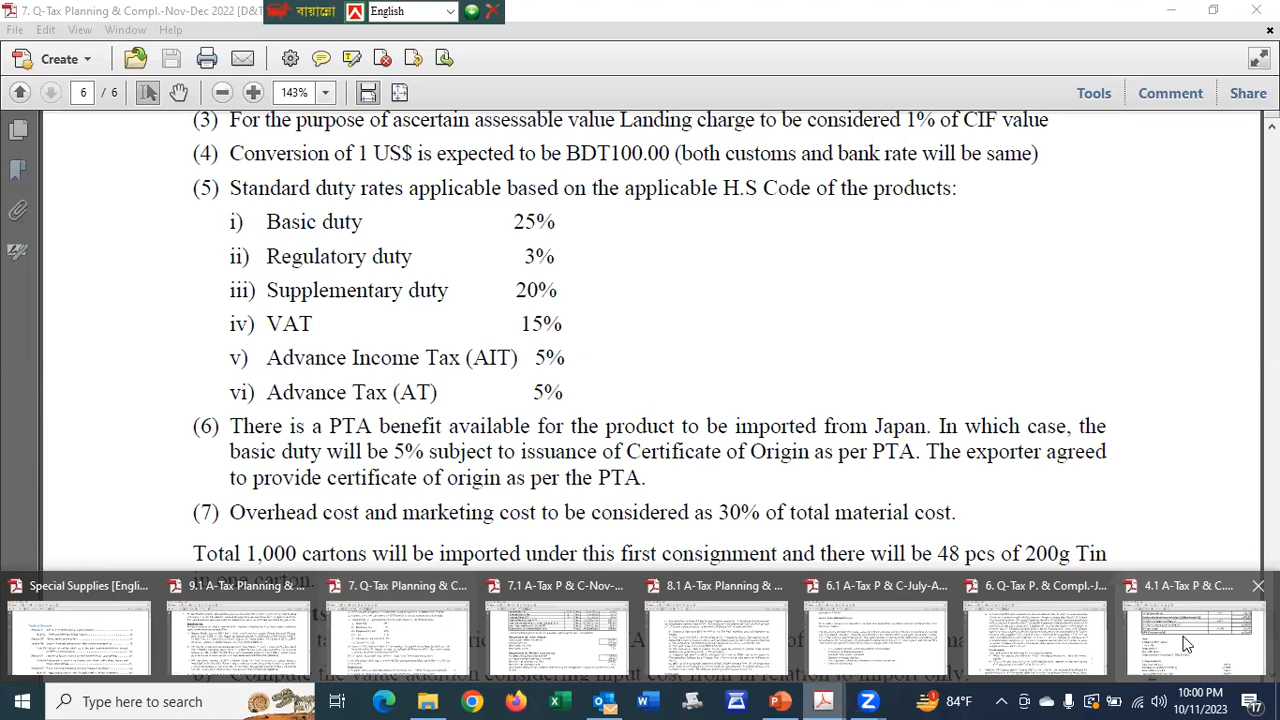 7. Q-Tax Planning & Compl.-Nov-Dec 2022 [D&T
বায়ান্নো
English
File Edit View Window Help
Create
6 / 6
143%
Tools Comment Share
(3) For the purpose of ascertain assessable value Landing charge to be considered 1% of CIF value
(4) Conversion of 1 US$ is expected to be BDT100.00 (both customs and bank rate will be same)
(5) Standard duty rates applicable based on the applicable H.S Code of the products:
i) Basic duty 25%
ii) Regulatory duty 3%
iii) Supplementary duty 20%
iv) VAT 15%
v) Advance Income Tax (AIT) 5%
vi) Advance Tax (AT) 5%
(6) There is a PTA benefit available for the product to be imported from Japan. In which case, the
basic duty will be 5% subject to issuance of Certificate of Origin as per PTA. The exporter agreed
to provide certificate of origin as per the PTA.
(7) Overhead cost and marketing cost to be considered as 30% of total material cost.
Total 1,000 cartons will be imported under this first consignment and there will be 48 pcs of 200g Tin
in one carton.
Special Supplies [Engli...
9.1 A-Tax Planning & ...
7. Q-Tax Planning & C...
7.1 A-Tax P & C-Nov-...
8.1 A-Tax Planning & ...
6.1 A-Tax P & C-July-A...
6. Q-Tax P & Compl.-J...
4.1 A-Tax P & C...
Type here to search
84°F
10:00 PM
10/11/2023
17